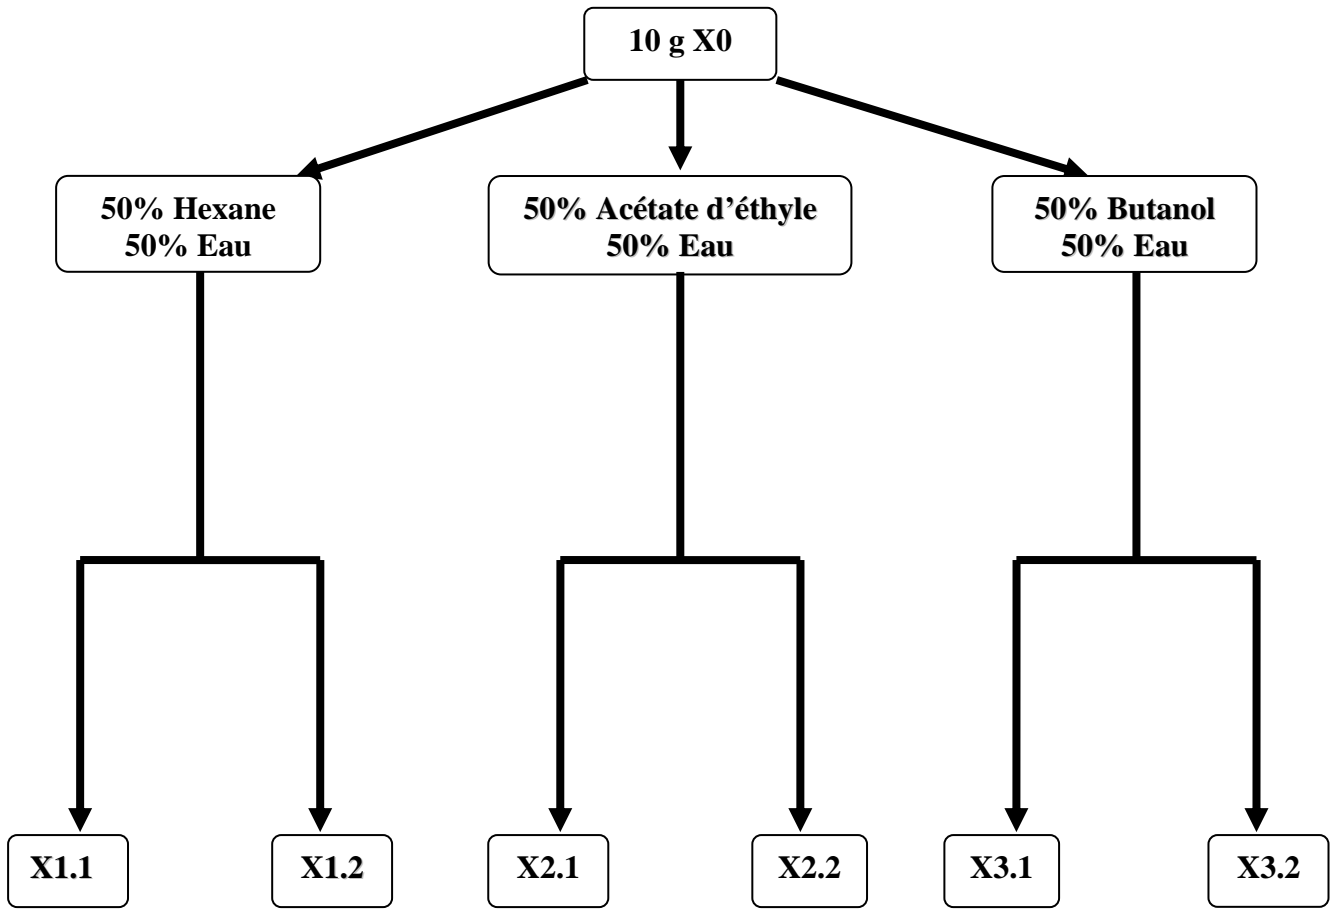 10 g X0
50% Hexane
50% Eau
50% Acétate d’éthyle
50% Eau
50% Butanol
50% Eau
X1.1
X1.2
X2.1
X2.2
X3.1
X3.2